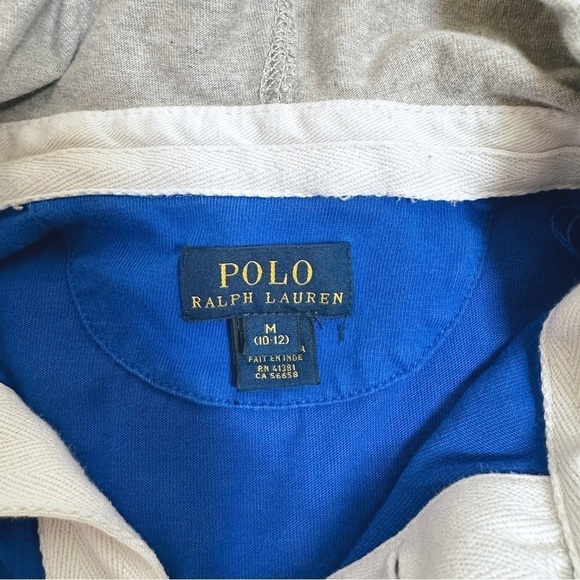 POLO
RALPH LAUREN
M
(10-12)
A
FAIT EN INDE
RN 41381
CA 56658